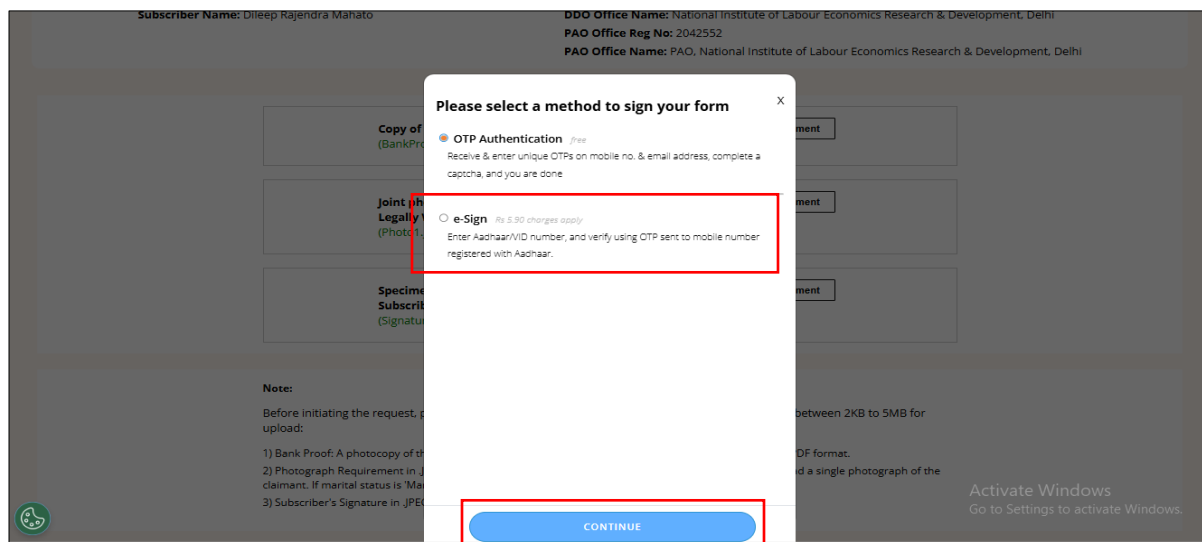 Subscriber Name: Dileep Rajendra Mahato
DDO Office Name: National Institute of Labour Economics Research & Development, Delhi
PAO Office Reg No: 2042552
PAO Office Name: PAO, National Institute of Labour Economics Research & Development, Delhi
Please select a method to sign your form
X
OTP Authentication free
Receive & enter unique OTPs on mobile no. & email address, complete a
captcha, and you are done
e-Sign Rs 5.90 charges apply
Enter Aadhaar/VID number, and verify using OTP sent to mobile number
registered with Aadhaar.
CONTINUE
Copy of
(BankPro
ment
Joint ph
Legally
(Photo1.
ment
Specime
Subscrib
(Signatu
ment
Note:
Before initiating the request, between 2KB to 5MB for
upload:
1) Bank Proof: A photocopy of th DF format.
2) Photograph Requirement in .J d a single photograph of the
claimant. If marital status is 'Mar
3) Subscriber's Signature in .JPE
Activate Windows
Go to Settings to activate Windows.